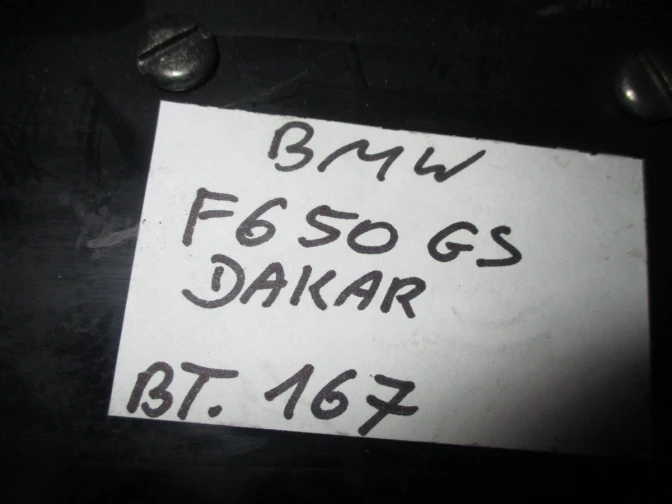 BMW
F650 GS
DAKAR
BT. 167